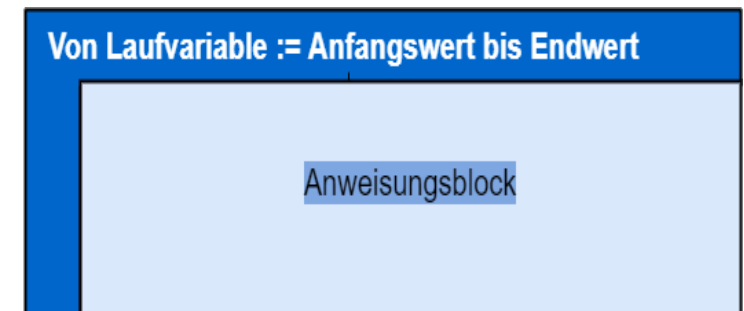 Von Laufvariable := Anfangswert bis Endwert
Anweisungsblock